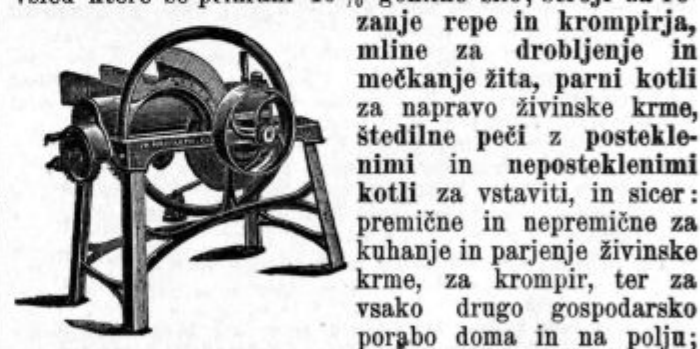 zanje repe in krompirja,
mline za drobljenje in
mečkanje žita, parni kotli
za napravo živinske krme,
štedilne peči z postekle-
nimi in neposteklenimi
kotli za vstaviti, in sicer:
premične in nepremične za
kuhanje in parjenje živinske
krme, za krompir, ter za
vsako drugo gospodarsko
porabo doma in na polju,